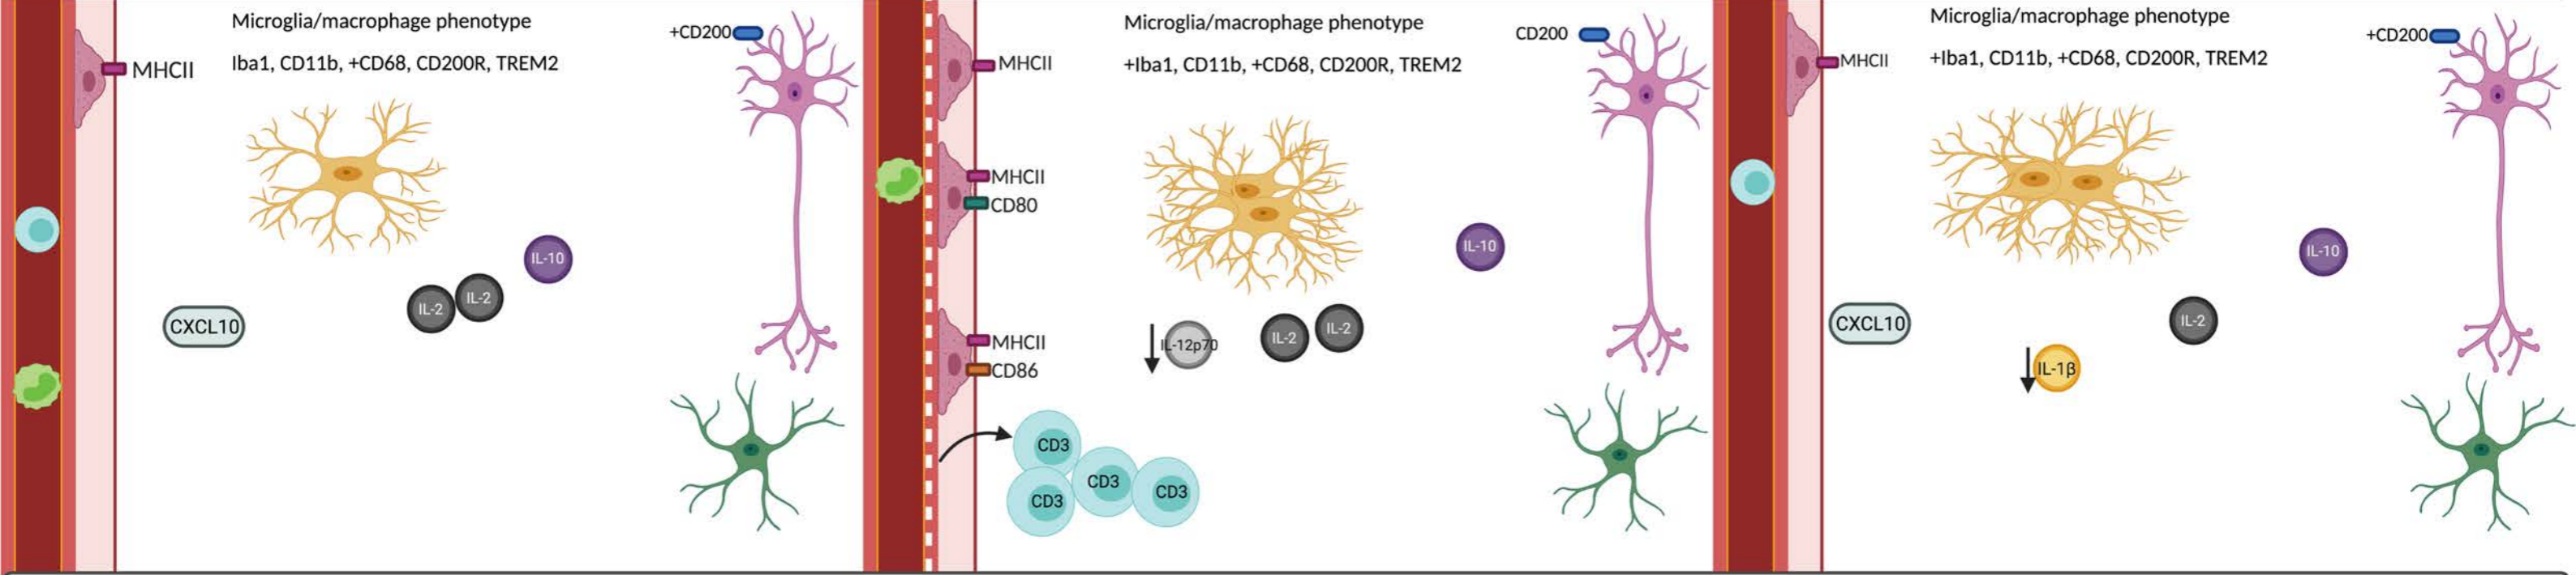 Microglia/macrophage phenotype
Iba1, CD11b, +CD68, CD200R, TREM2
+CD200
MHCII
IL-10
IL-2
IL-2
CXCL10
Microglia/macrophage phenotype
+Iba1, CD11b, +CD68, CD200R, TREM2
CD200
MHCII
MHCII
CD80
IL-10
IL-12p70
IL-2
IL-2
MHCII
CD86
CD3
CD3
CD3
CD3
Microglia/macrophage phenotype
+Iba1, CD11b, +CD68, CD200R, TREM2
+CD200
MHCII
IL-10
CXCL10
IL-2
IL-1β